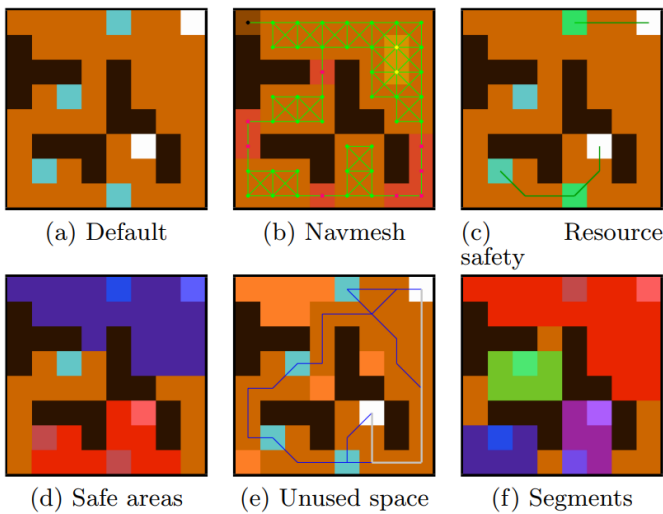 (a) Default
(b) Navmesh
(c) Resource
safety
(d) Safe areas
(e) Unused space
(f) Segments